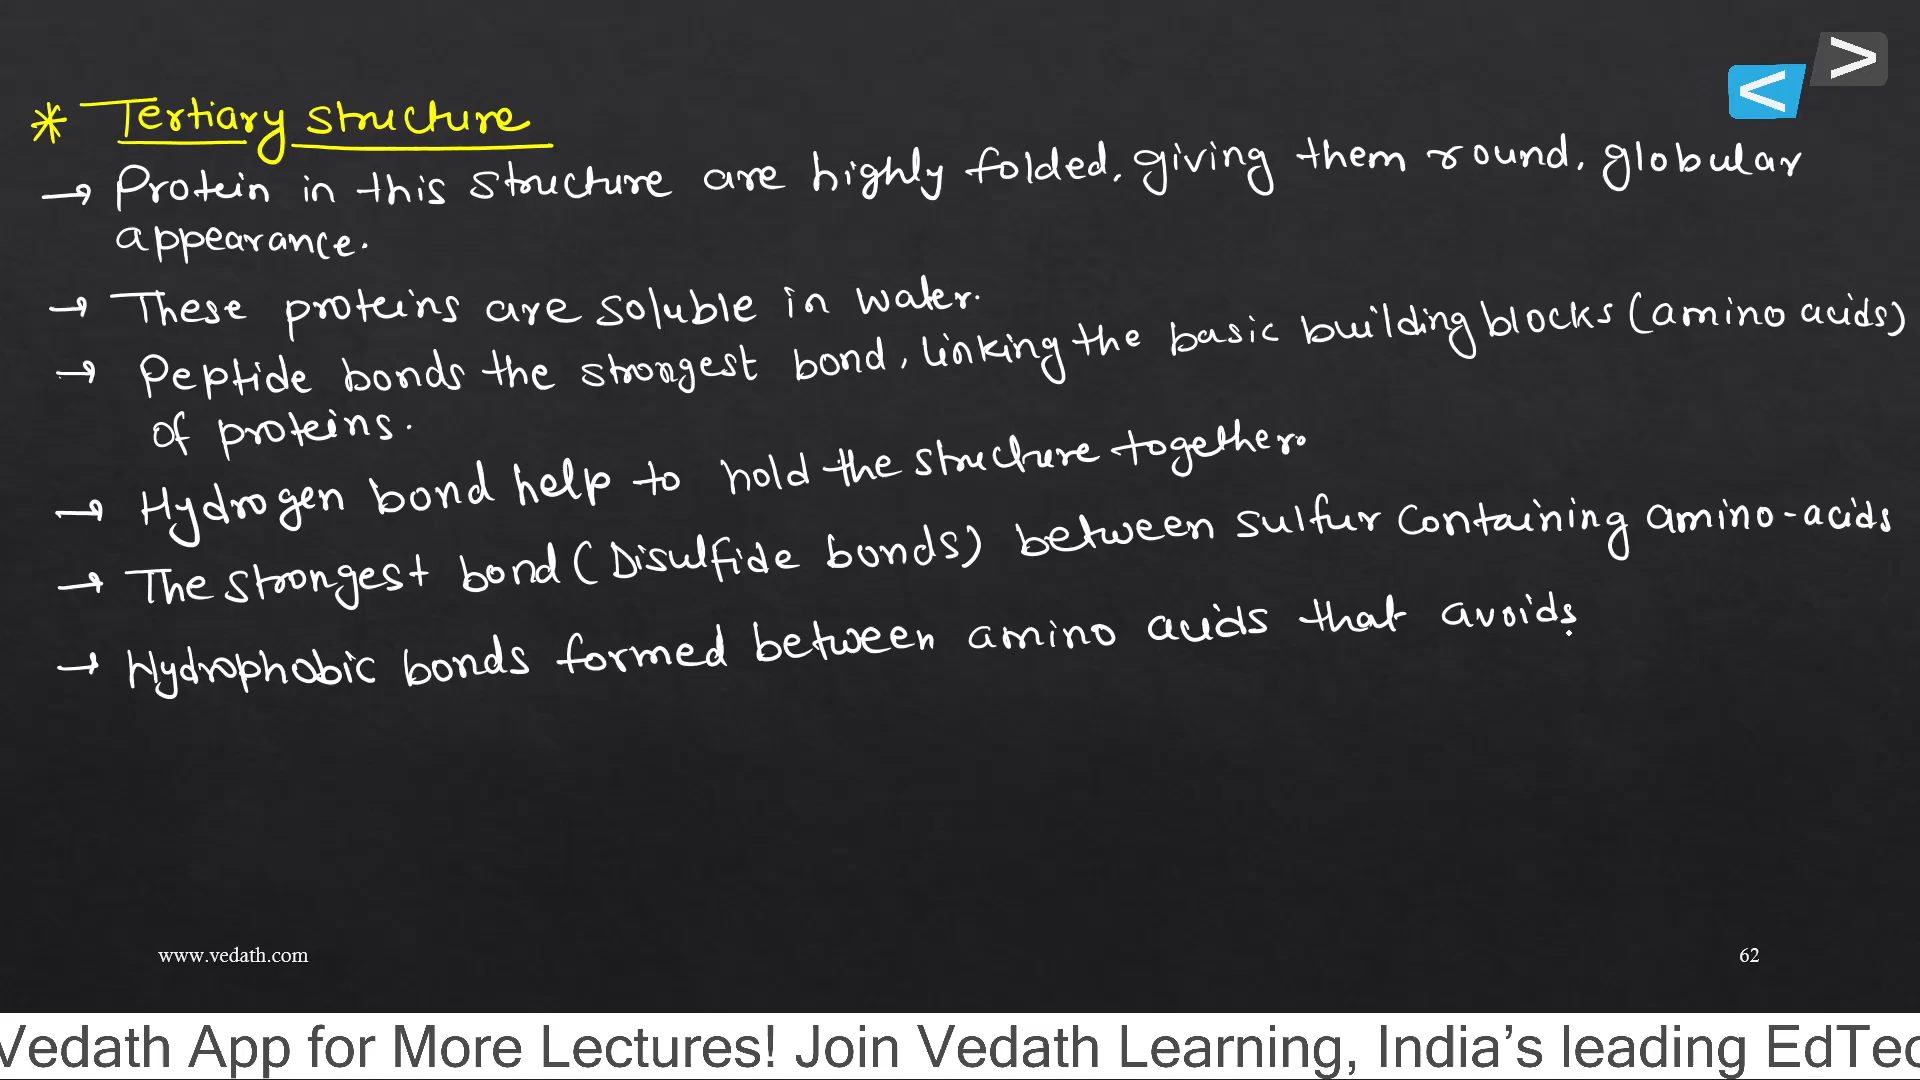 * Tertiary structure
→ Protein in this structure are highly folded, giving them round, globular
appearance.
→ These proteins are soluble in water.
→ Peptide bonds the strongest bond, linking the basic building blocks (amino acids)
of proteins.
→ Hydrogen bond help to hold the structure together.
→ The strongest bond (Disulfide bonds) between sulfur containing amino-acids
→ Hydrophobic bonds formed between amino acids that avoids
www.vedath.com 62
Vedath App for More Lectures! Join Vedath Learning, India's leading EdTec